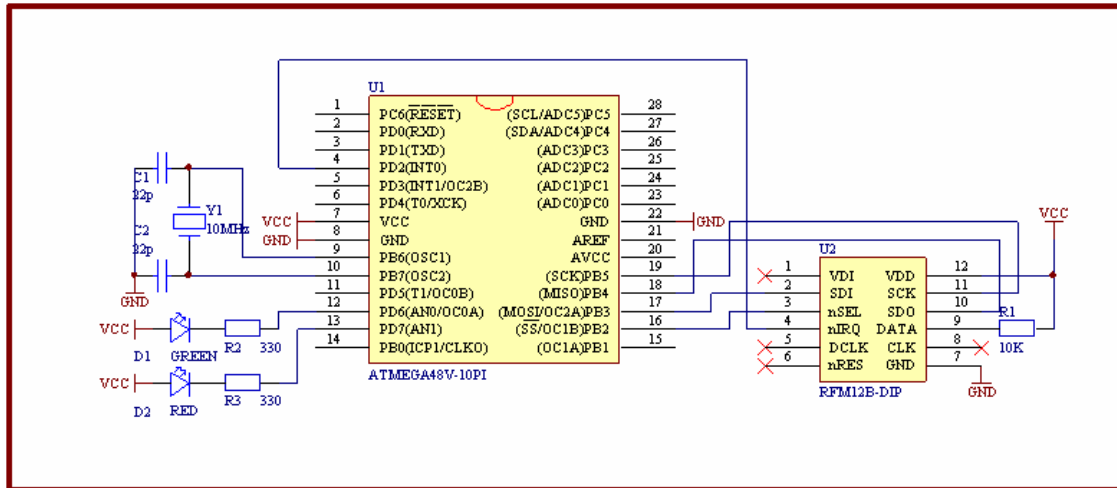 U1
1 PC6(RESET) (SCL/ADC5)PC5 28
2 PD0(RXD) (SDA/ADC4)PC4 27
3 PD1(TXD) (ADC3)PC3 26
4 PD2(INT0) (ADC2)PC2 25
5 PD3(INT1/OC2B) (ADC1)PC1 24
6 PD4(T0/XCK) (ADC0)PC0 23
VCC 7 VCC GND 22 GND
GND 8 GND AREF 21
9 PB6(OSC1) AVCC 20
10 PB7(OSC2) (SCK)PB5 19
11 PD5(T1/OC0B) (MISO)PB4 18
12 PD6(AN0/OC0A) (MOSI/OC2A)PB3 17
13 PD7(AN1) (SS/OC1B)PB2 16
14 PB0(ICP1/CLKO) (OC1A)PB1 15
ATMEGA48V-10PI
C1
22p
Y1
10MHz
C2
22p
GND
VCC
D1 GREEN R2 330
VCC
D2 RED R3 330
VCC
U2
1 VDI VDD 12
2 SDI SCK 11
3 nSEL SDO 10
4 nIRQ DATA 9
5 DCLK CLK 8
6 nRES GND 7
RFM12B-DIP
R1
10K
GND